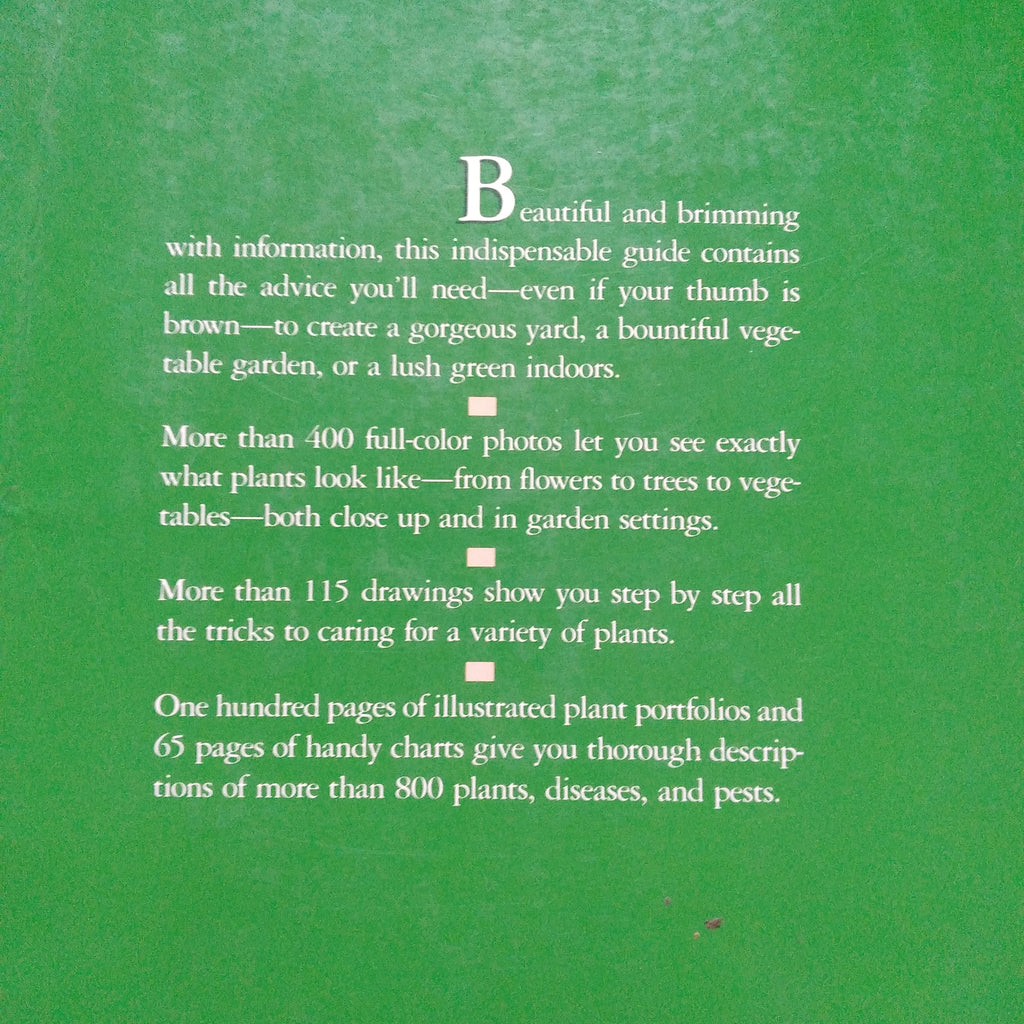 Beautiful and brimming
with information, this indispensable guide contains
all the advice you'll need—even if your thumb is
brown—to create a gorgeous yard, a bountiful vege-
table garden, or a lush green indoors.
More than 400 full-color photos let you see exactly
what plants look like—from flowers to trees to vege-
tables—both close up and in garden settings.
More than 115 drawings show you step by step all
the tricks to caring for a variety of plants.
One hundred pages of illustrated plant portfolios and
65 pages of handy charts give you thorough descrip-
tions of more than 800 plants, diseases, and pests.